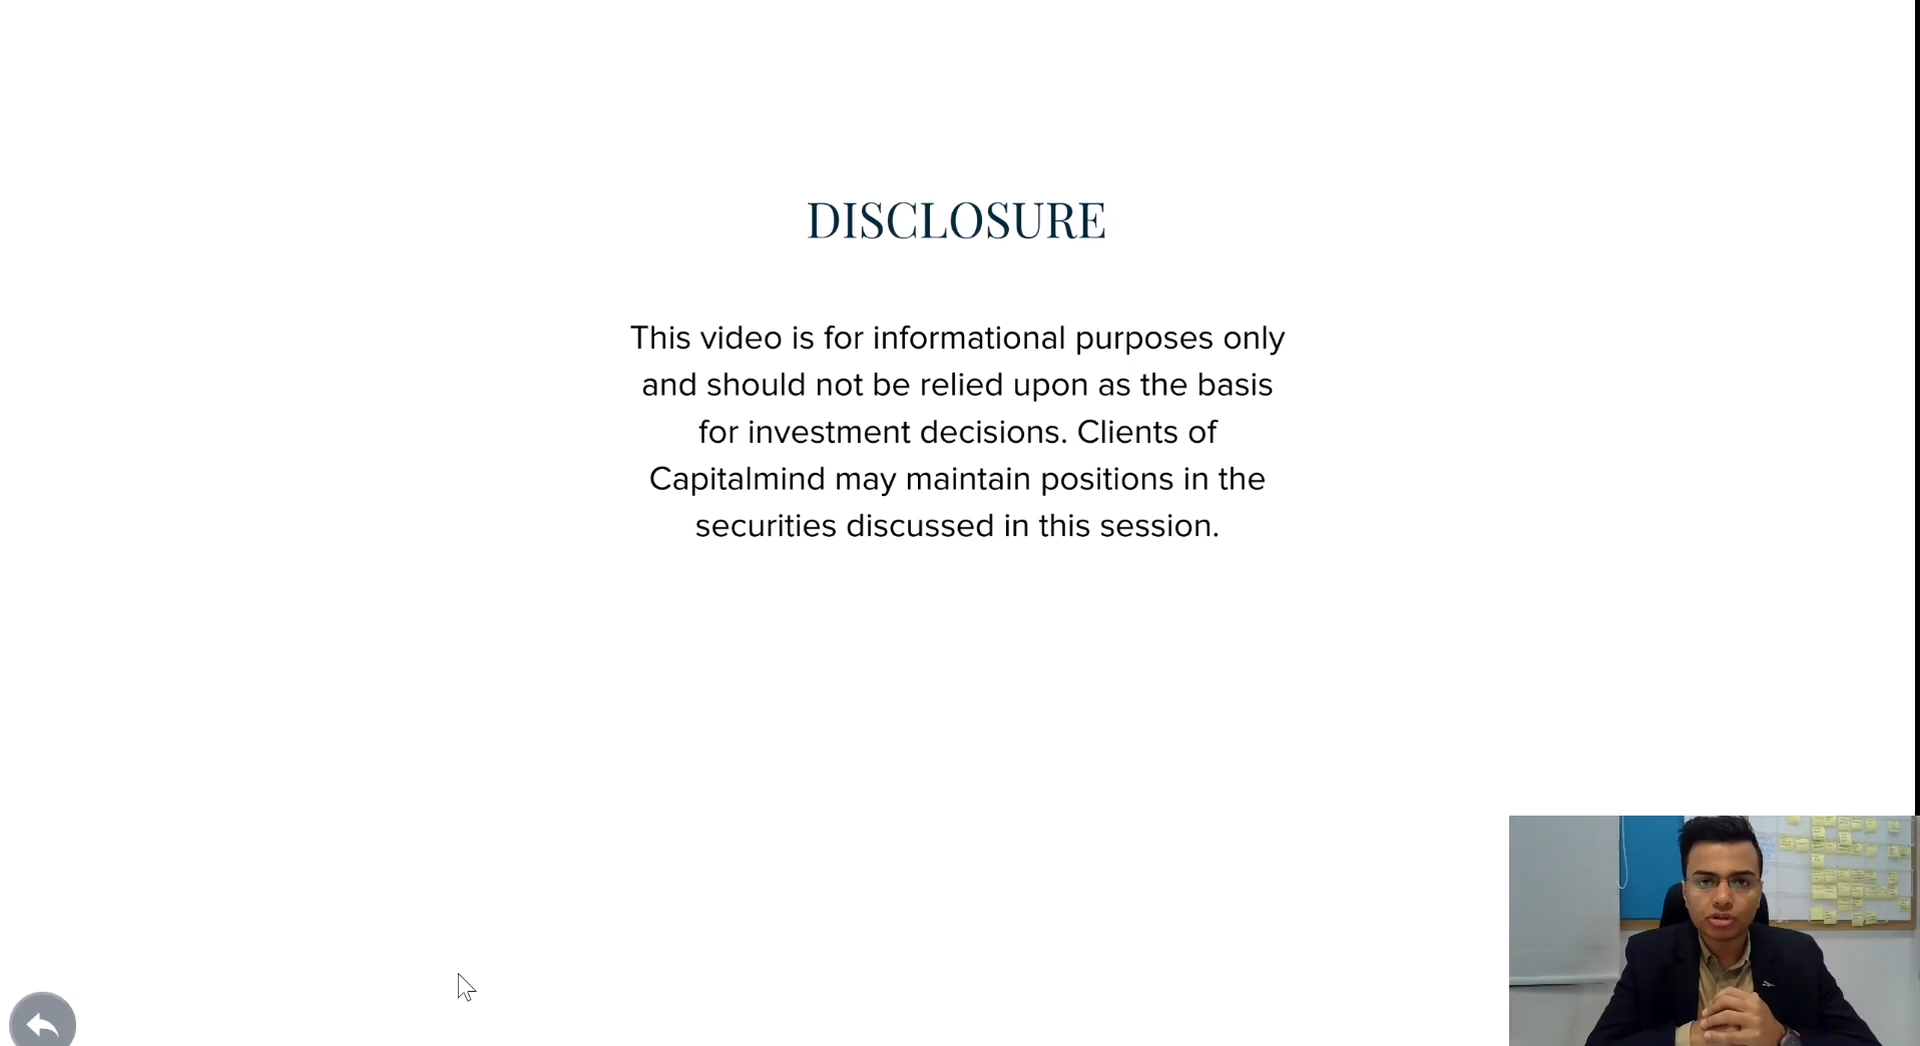 DISCLOSURE
This video is for informational purposes only
and should not be relied upon as the basis
for investment decisions. Clients of
Capitalmind may maintain positions in the
securities discussed in this session.